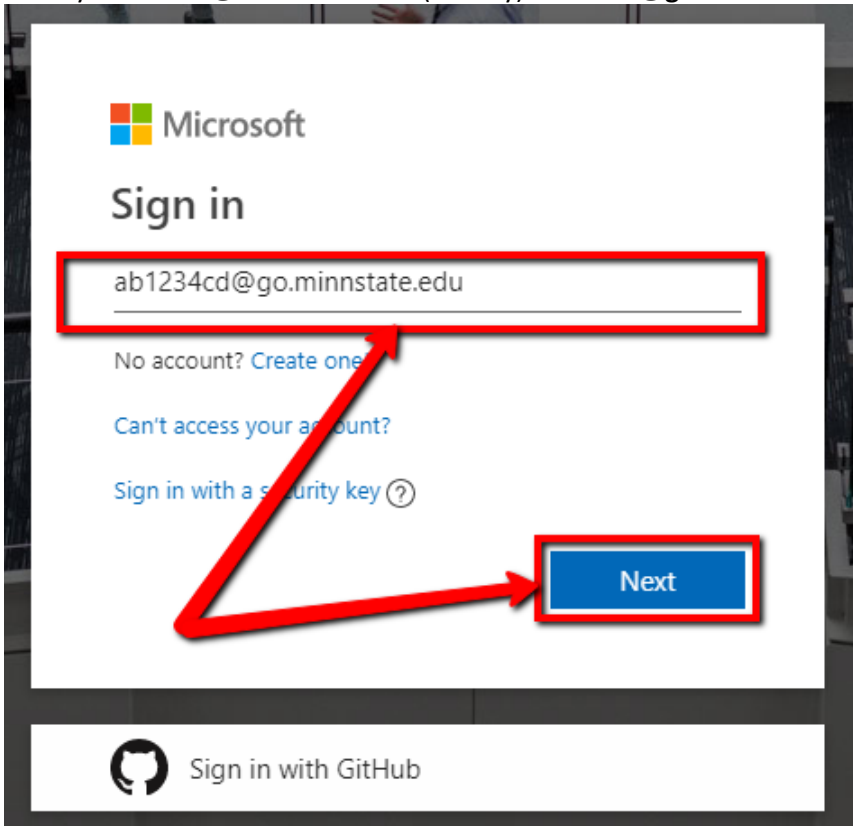 Microsoft
Sign in
ab1234cd@go.minnstate.edu
No account? Create one
Can't access your account?
Sign in with a security key ?
Next
Sign in with GitHub